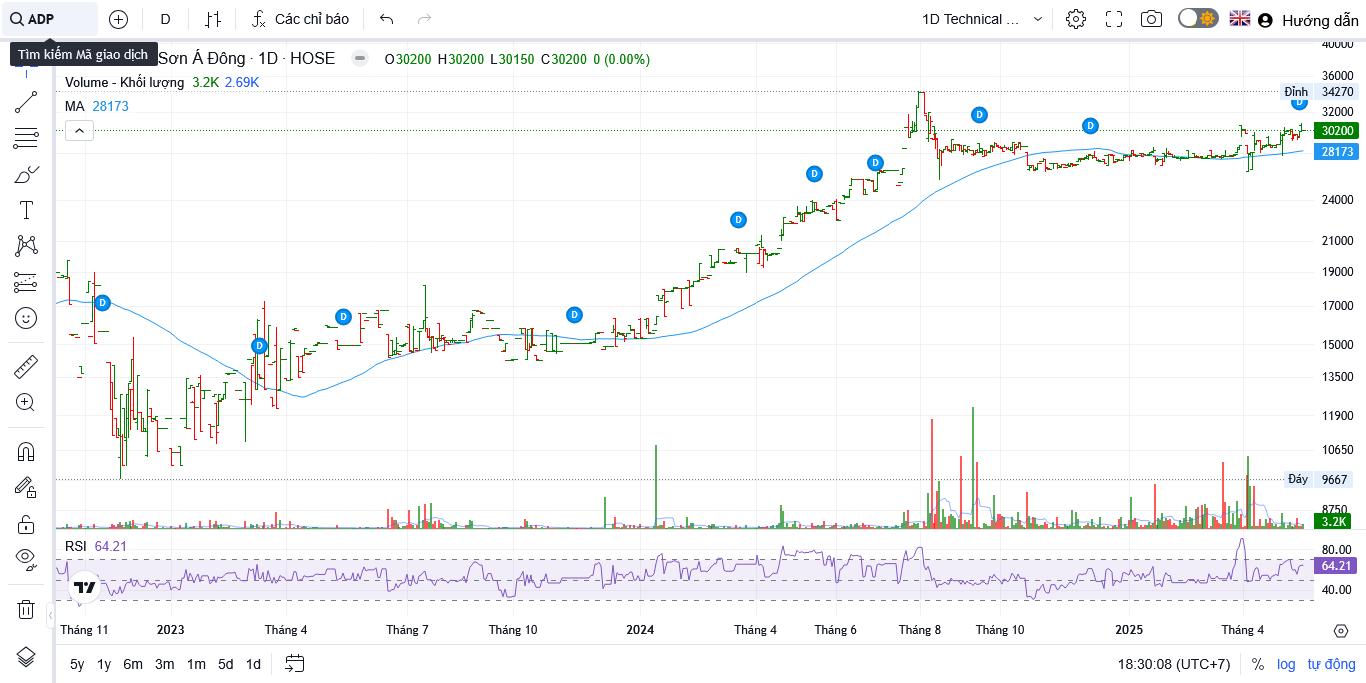 ADP
D
Các chỉ báo
1D Technical ...
Hướng dẫn
Tìm kiếm Mã giao dịch
Sơn Á Đông · 1D · HOSE
O30200 H30200 L30150 C30200 0 (0.00%)
Volume - Khối lượng 3.2K 2.69K
MA 28173
40000
36000
Đỉnh 34270
32000
30200
28173
24000
21000
19000
17000
15000
13500
11900
10650
Đáy 9667
8750
3.2K
D
D
D
D
D
D
D
D
D
D
RSI 64.21
80.00
64.21
40.00
Tháng 11 2023 Tháng 4 Tháng 7 Tháng 10 2024 Tháng 4 Tháng 6 Tháng 8 Tháng 10 2025 Tháng 4
5y 1y 6m 3m 1m 5d 1d
18:30:08 (UTC+7) % log tự động